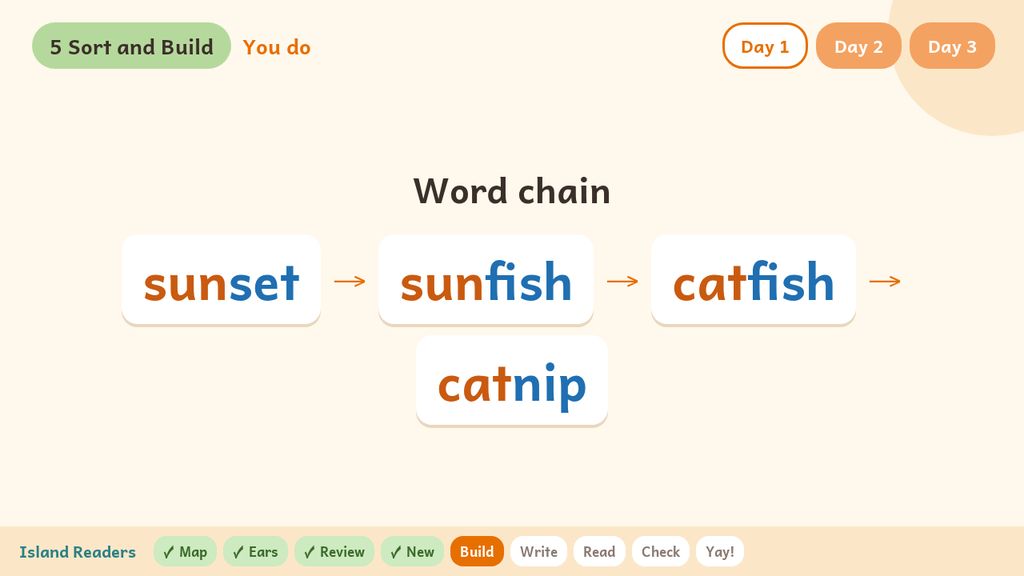 5 Sort and Build You do Day 1 Day 2 Day 3
Word chain
sunset → sunfish → catfish →
catnip
Island Readers ✓ Map ✓ Ears ✓ Review ✓ New Build Write Read Check Yay!